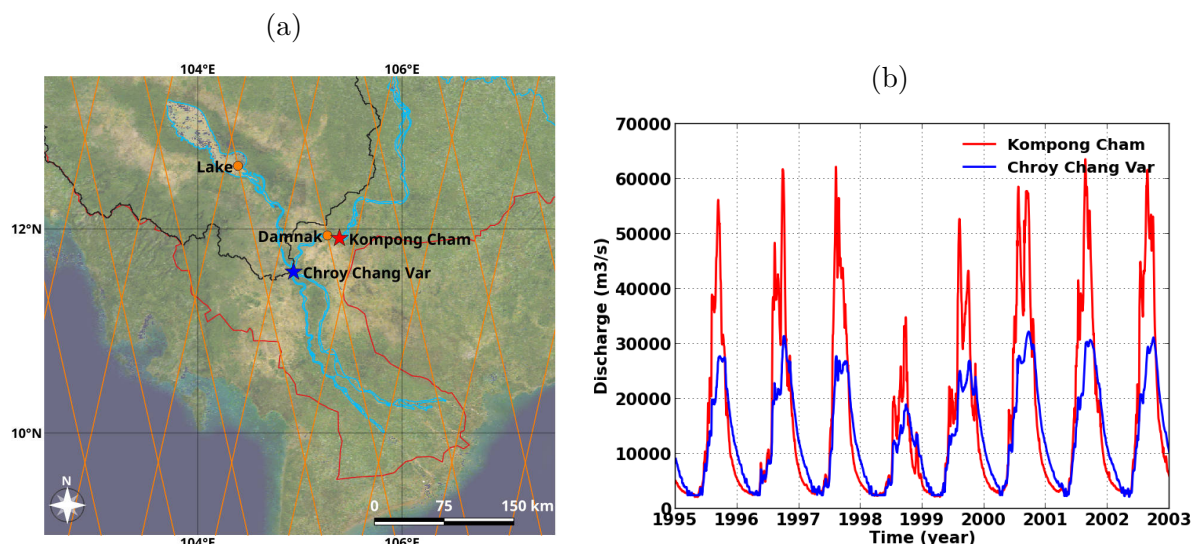 (a)
104°E 106°E
Lake
12°N
Damnak
Kompong Cham
Chroy Chang Var
10°N
N
0 75 150 km
104°E 106°E
(b)
70000
60000
50000
40000
30000
20000
10000
0
Discharge (m3/s)
Kompong Cham
Chroy Chang Var
1995 1996 1997 1998 1999 2000 2001 2002 2003
Time (year)